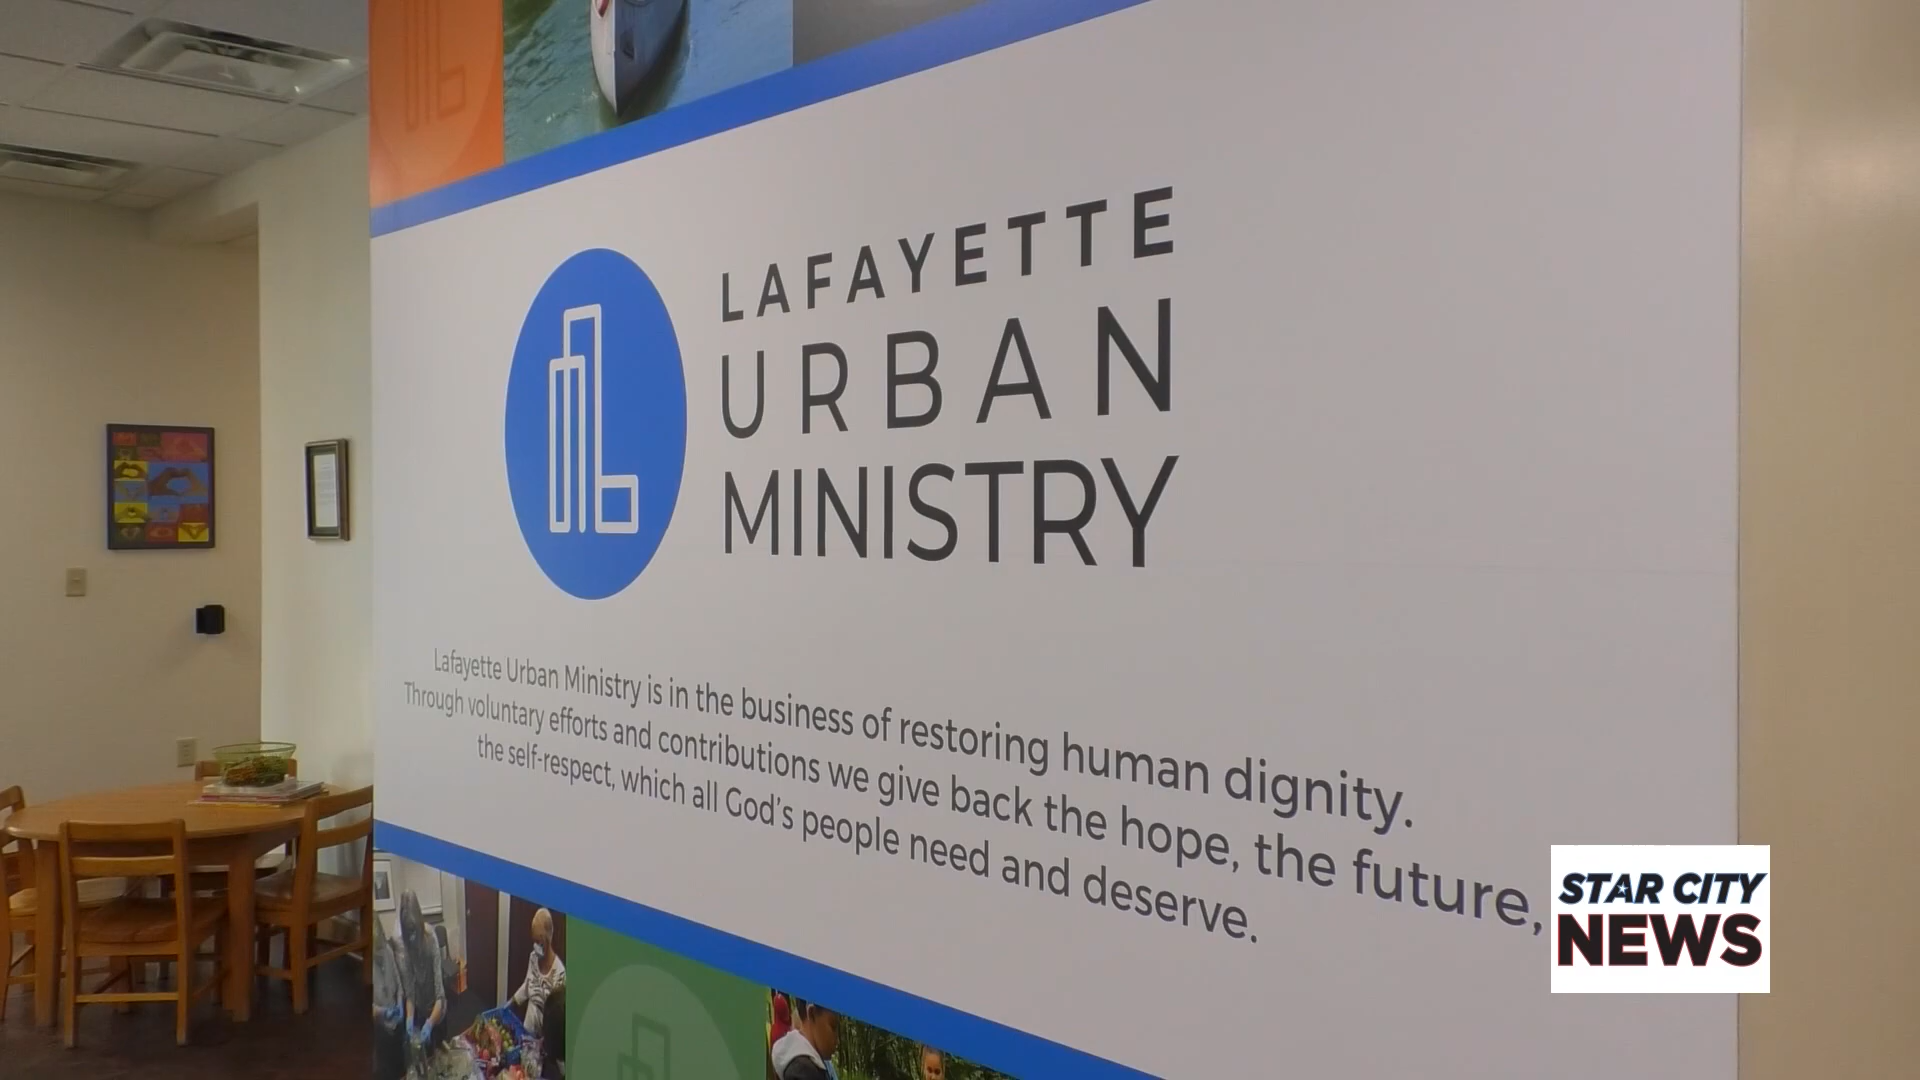 LAFAYETTE
URBAN
MINISTRY
Lafayette Urban Ministry is in the business of restoring human dignity.
Through voluntary efforts and contributions we give back the hope, the future,
the self-respect, which all God's people need and deserve.
STAR CITY
NEWS